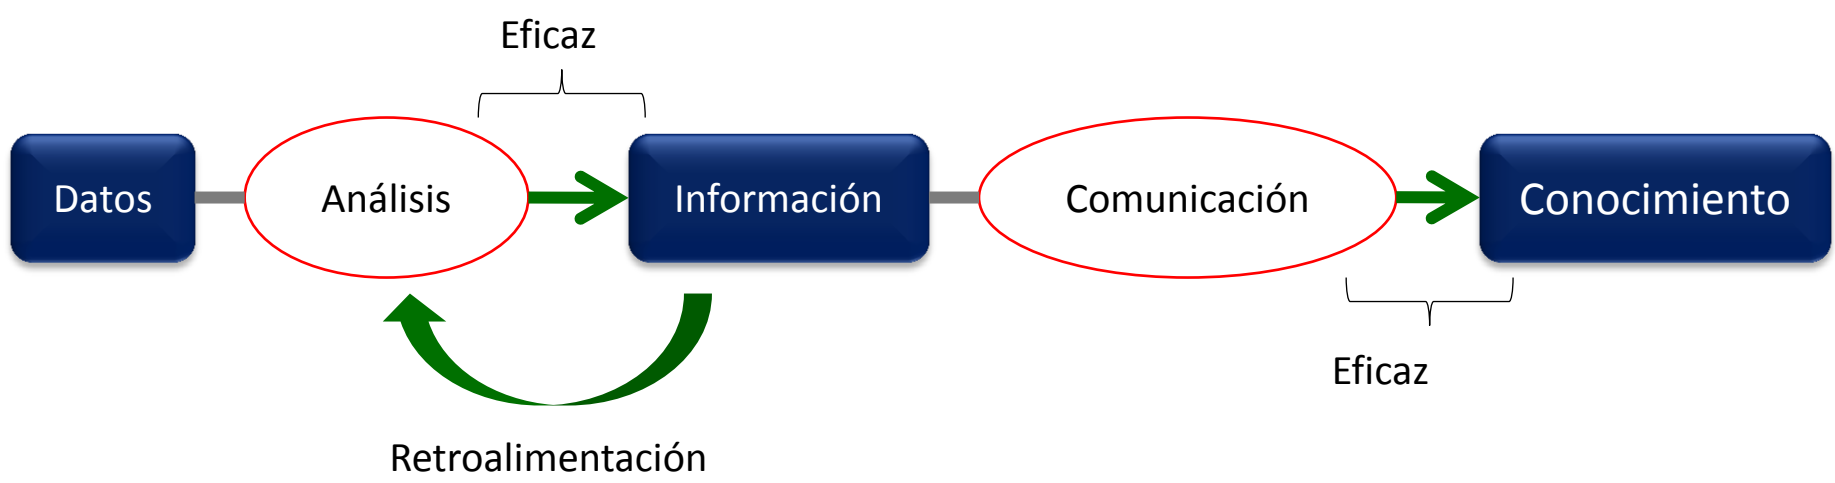 Eficaz
Datos
Análisis
Información
Comunicación
Conocimiento
Eficaz
Retroalimentación